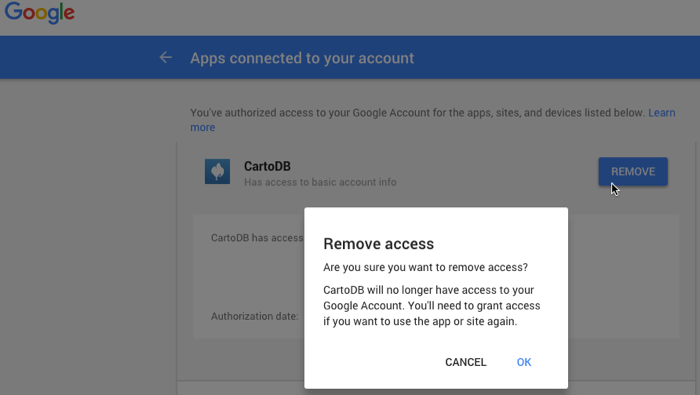 Google
Apps connected to your account
You've authorized access to your Google Account for the apps, sites, and devices listed below. Learn
more
CartoDB
Has access to basic account info
REMOVE
CartoDB has access
Authorization date:
Remove access
Are you sure you want to remove access?
CartoDB will no longer have access to your
Google Account. You'll need to grant access
if you want to use the app or site again.
CANCEL OK